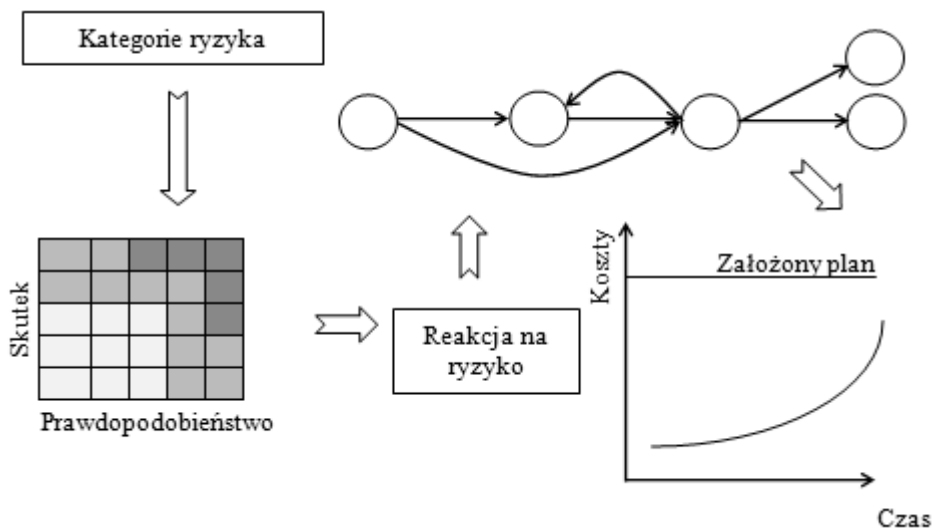 Kategorie ryzyka
Skutek
Prawdopodobieństwo
Reakcja na
ryzyko
Koszty
Założony plan
Czas